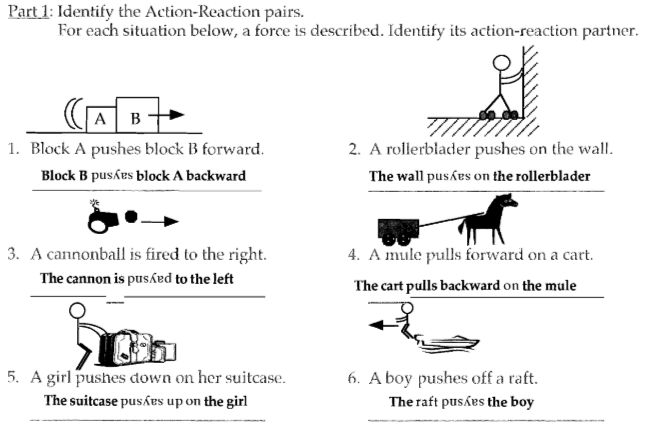 Part 1: Identify the Action-Reaction pairs.
For each situation below, a force is described. Identify its action-reaction partner.
A B
1. Block A pushes block B forward.
Block B pushes block A backward
2. A rollerblader pushes on the wall.
The wall pushes on the rollerblader
3. A cannonball is fired to the right.
The cannon is pushed to the left
4. A mule pulls forward on a cart.
The cart pulls backward on the mule
5. A girl pushes down on her suitcase.
The suitcase pushes up on the girl
6. A boy pushes off a raft.
The raft pushes the boy